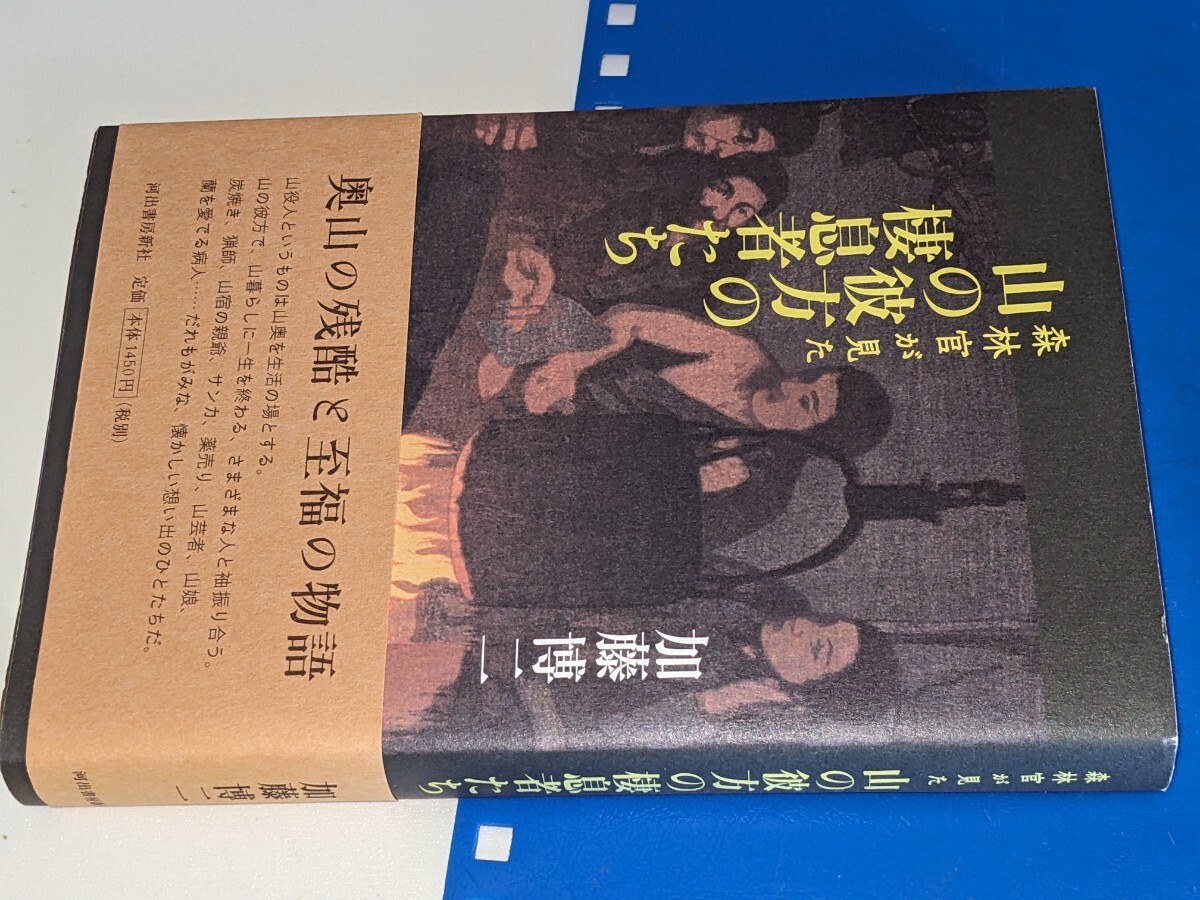 森林官が見た
山の彼方の
棲息者たち
加藤博二
奥山の残酷と至福の物語
山役人というものは山奥を生活の場とする。
山の彼方で、山暮らしに一生を終わる、さまざまな人と袖振り合う。
炭焼き、猟師、山宿の親爺、サンカ、薬売り、山芸者、山娘、
蘭を愛でる病人……だれもがみな、懐かしい想い出のひとたちだ。
河出書房新社 定価 本体1450円 (税別)
森林官が見た 山の彼方の棲息者たち
加藤博二
河出書房新